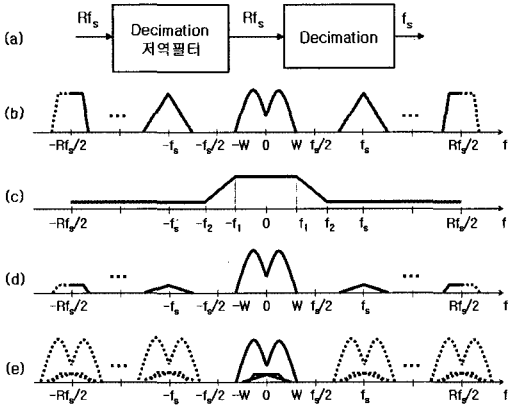 (a) Rfₛ Decimation 저역필터 Rfₛ Decimation fₛ
(b) ... ...
-Rfₛ/2 -fₛ -fₛ/2 -W 0 W fₛ/2 fₛ Rfₛ/2 f
(c)
-Rfₛ/2 -fₛ -f₂ -f₁ 0 f₁ f₂ fₛ Rfₛ/2 f
(d) ... ...
-Rfₛ/2 -fₛ -fₛ/2 -W 0 W fₛ/2 fₛ Rfₛ/2 f
(e) ... ...
-Rfₛ/2 -fₛ -fₛ/2 -W 0 W fₛ/2 fₛ Rfₛ/2 f